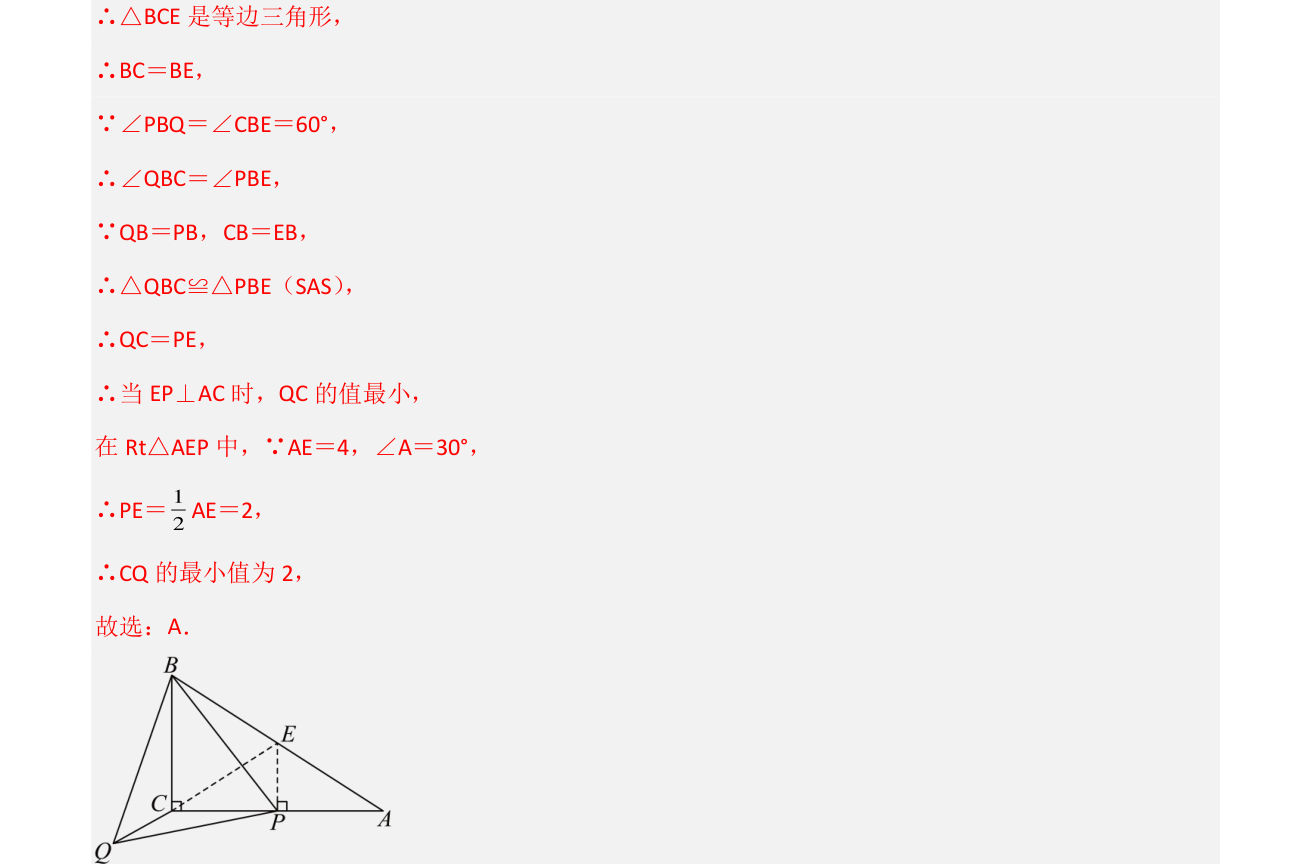 ∴△BCE 是等边三角形，
∴BC＝BE，
∵∠PBQ＝∠CBE＝60°，
∴∠QBC＝∠PBE，
∵QB＝PB，CB＝EB，
∴△QBC≌△PBE（SAS），
∴QC＝PE，
∴当 EP⊥AC 时，QC 的值最小，
在 Rt△AEP 中，∵AE＝4，∠A＝30°，
∴PE＝1/2 AE＝2，
∴CQ 的最小值为 2，
故选：A．
B
E
C
P
A
Q